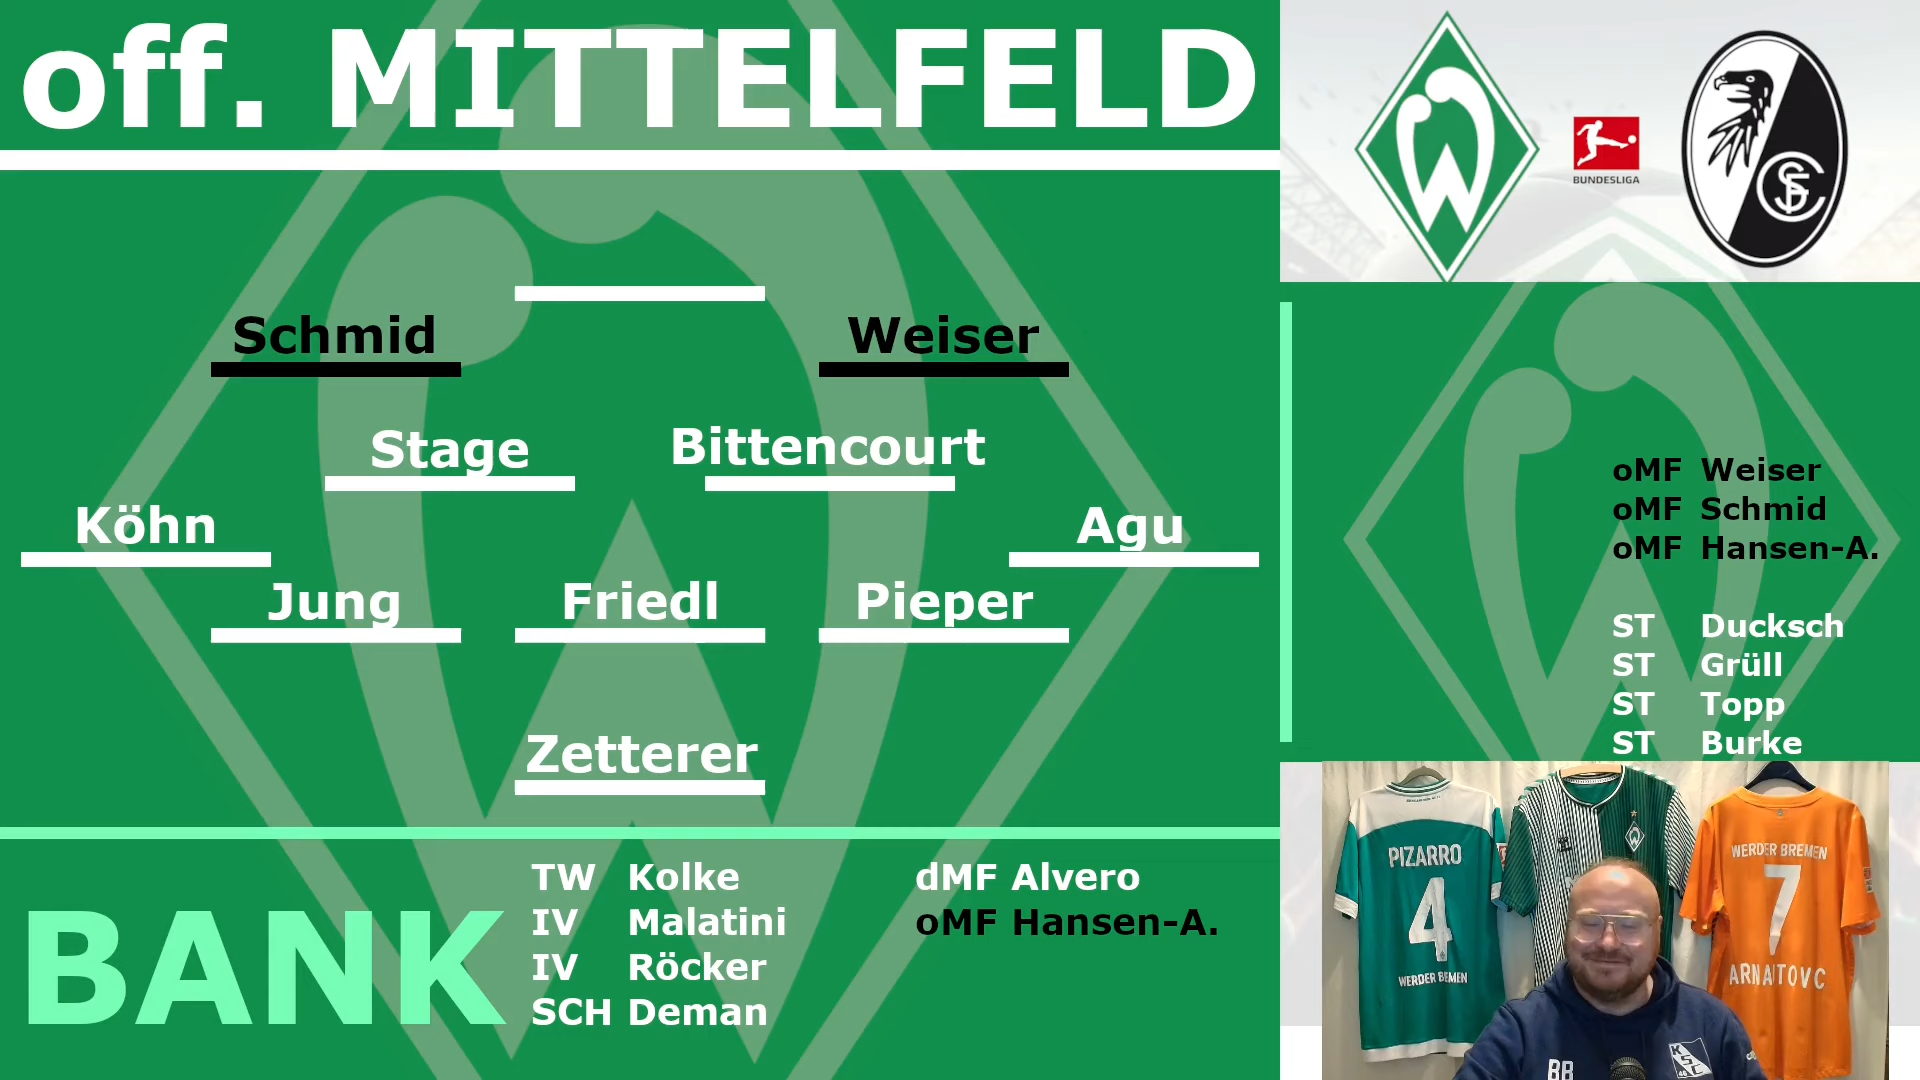 off. MITTELFELD
Schmid
Weiser
Stage
Bittencourt
Köhn
Agu
Jung
Friedl
Pieper
Zetterer
BANK
TW Kolke
IV Malatini
IV Röcker
SCH Deman
dMF Alvero
oMF Hansen-A.
BUNDESLIGA
oMF Weiser
oMF Schmid
oMF Hansen-A.
ST Ducksch
ST Grüll
ST Topp
ST Burke
PIZARRO
4
WERDER BREMEN
WERDER BREMEN
7
ARNAUTOVIC
BB
KSC